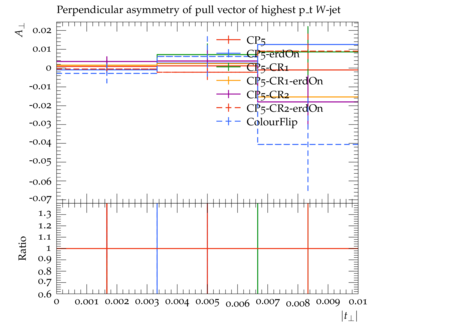 Perpendicular asymmetry of pull vector of highest p⊥t W-jet
A⊥
0.02
0.01
0
-0.01
-0.02
-0.03
-0.04
-0.05
-0.06
-0.07
CP5
CP5-erdOn
CP5-CR1
CP5-CR1-erdOn
CP5-CR2
CP5-CR2-erdOn
ColourFlip
Ratio
1.3
1.2
1.1
1
0.9
0.8
0.7
0.6
0 0.001 0.002 0.003 0.004 0.005 0.006 0.007 0.008 0.009 0.01
|t⊥|